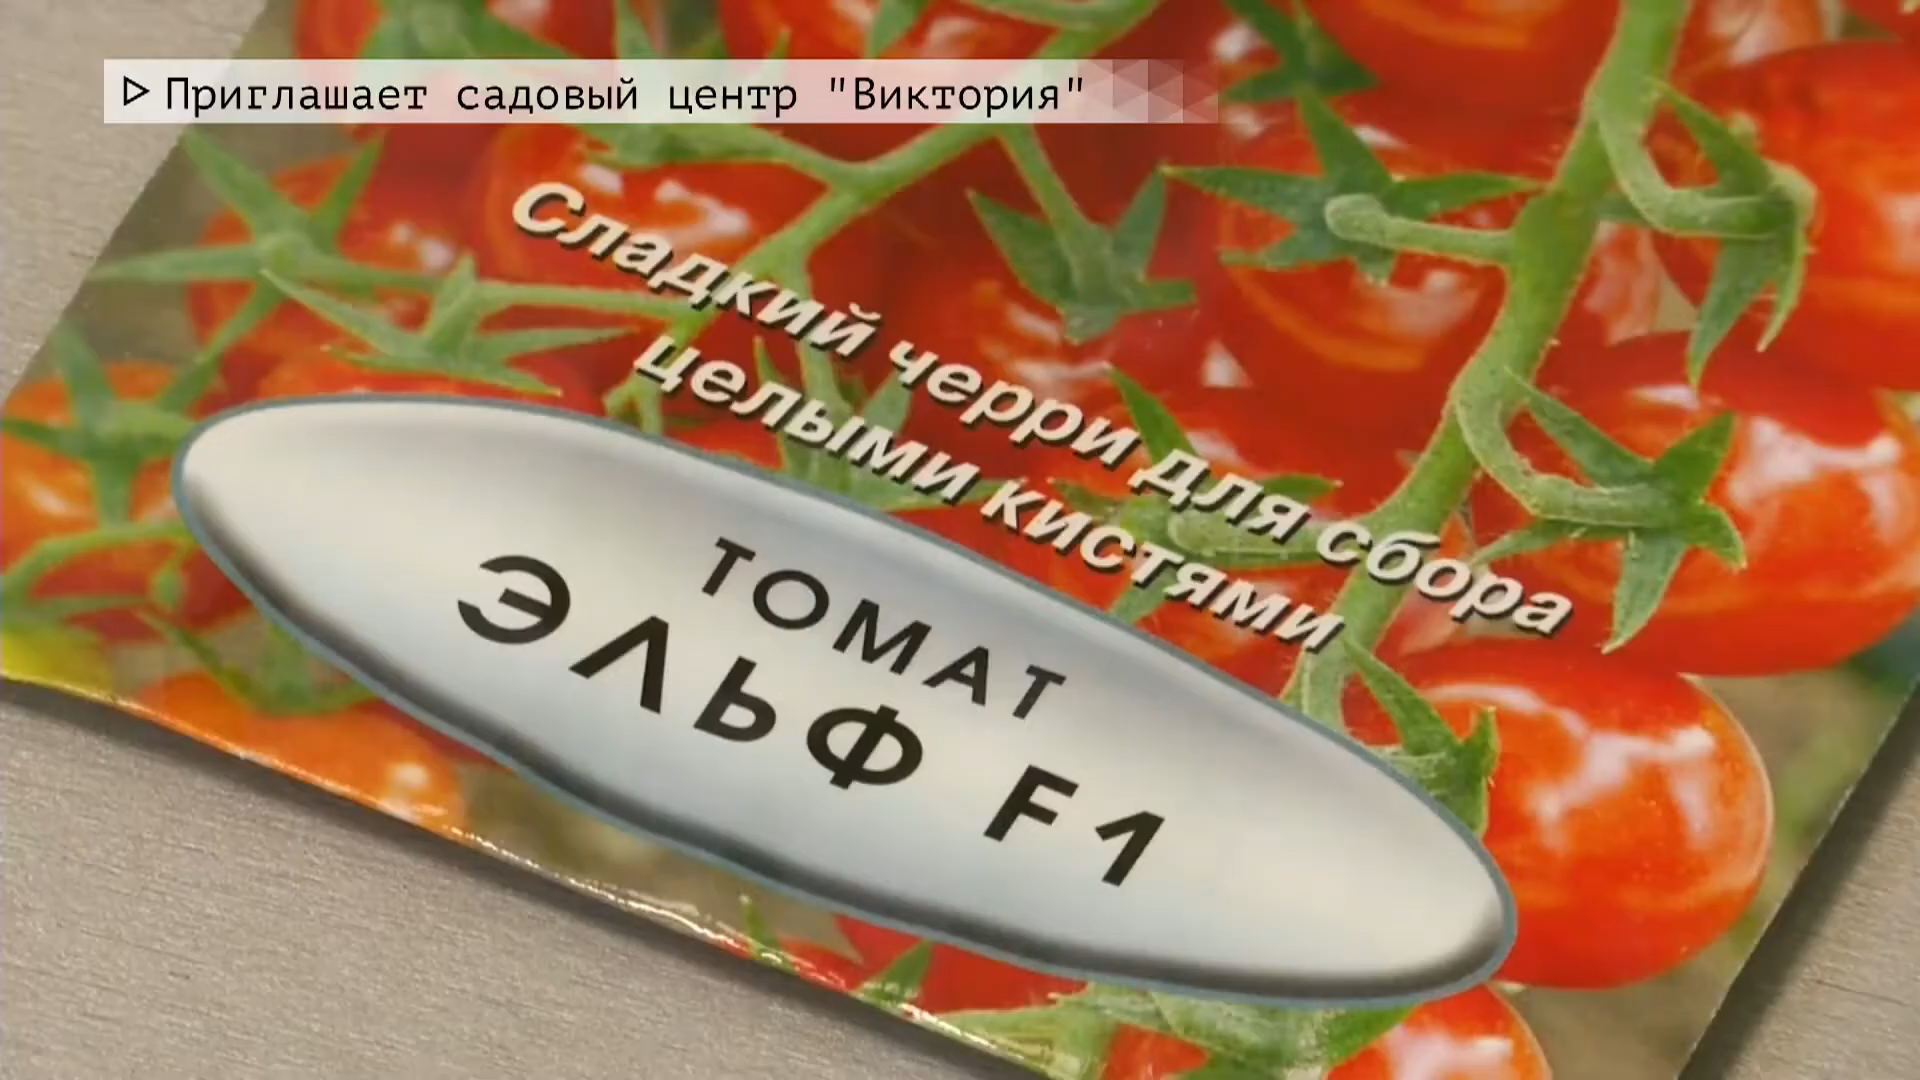 Приглашает садовый центр "Виктория"
Сладкий черри для сбора
целыми кистями
ТОМАТ
ЭЛЬФ F1